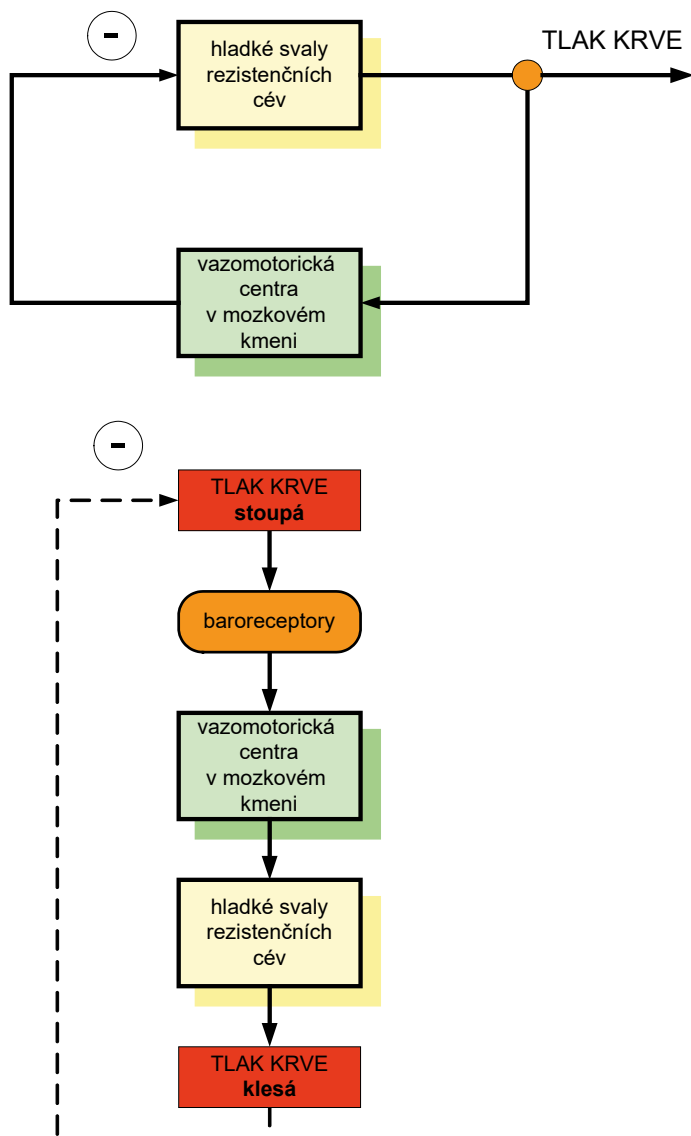 -
TLAK KRVE
hladké svaly
rezistenčních
cév
vazomotorická
centra
v mozkovém
kmeni
-
TLAK KRVE
stoupá
baroreceptory
vazomotorická
centra
v mozkovém
kmeni
hladké svaly
rezistenčních
cév
TLAK KRVE
klesá